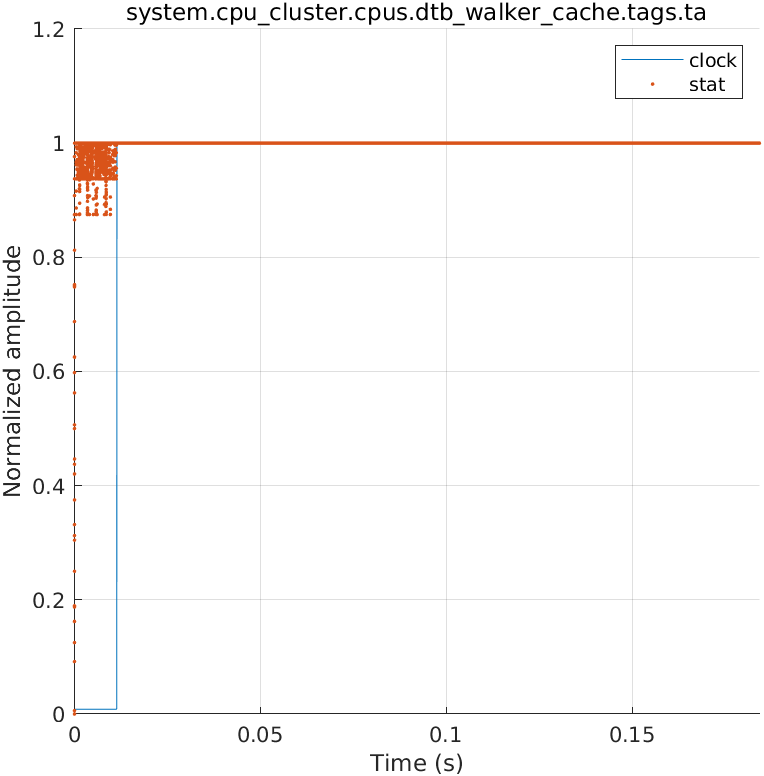 system.cpu_cluster.cpus.dtb_walker_cache.tags.ta
1.2
1
0.8
0.6
0.4
0.2
0
0
0.05
0.1
0.15
Normalized amplitude
Time (s)
clock
stat